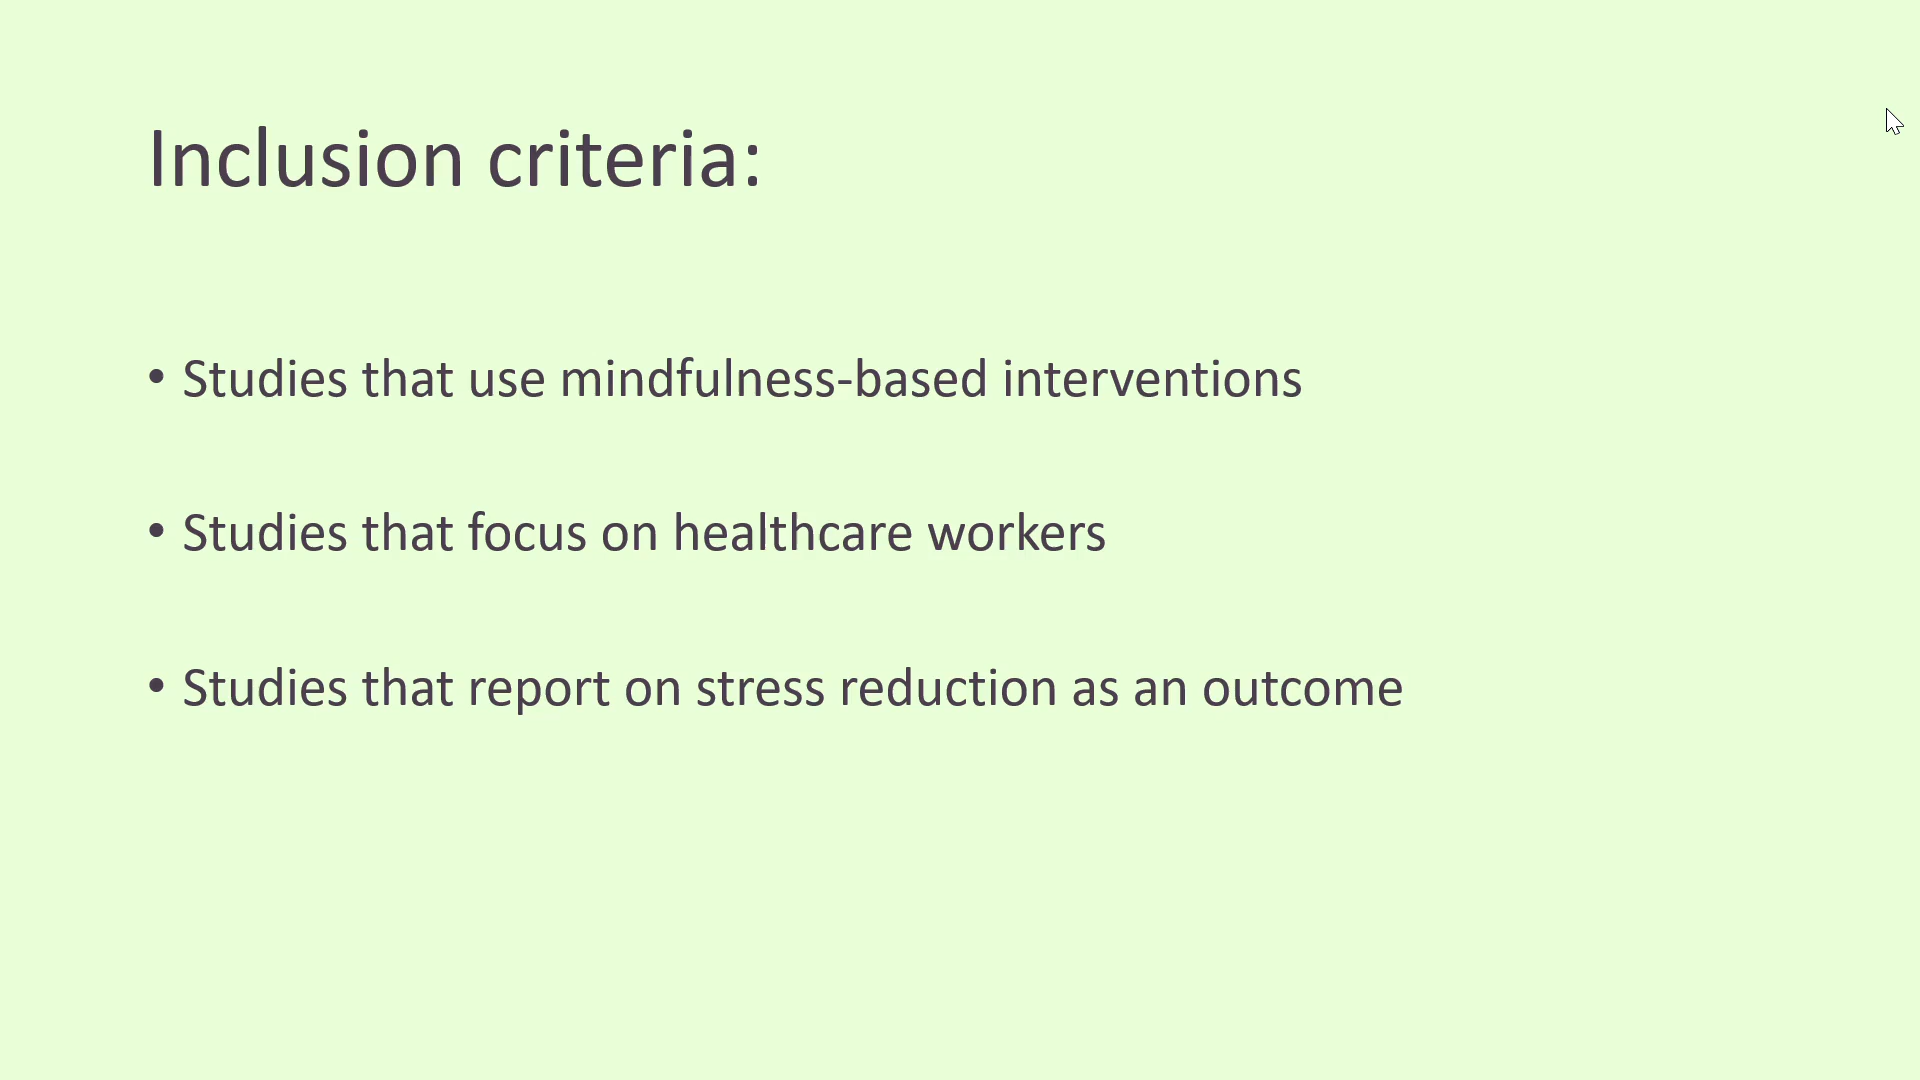 Inclusion criteria:
• Studies that use mindfulness-based interventions
• Studies that focus on healthcare workers
• Studies that report on stress reduction as an outcome